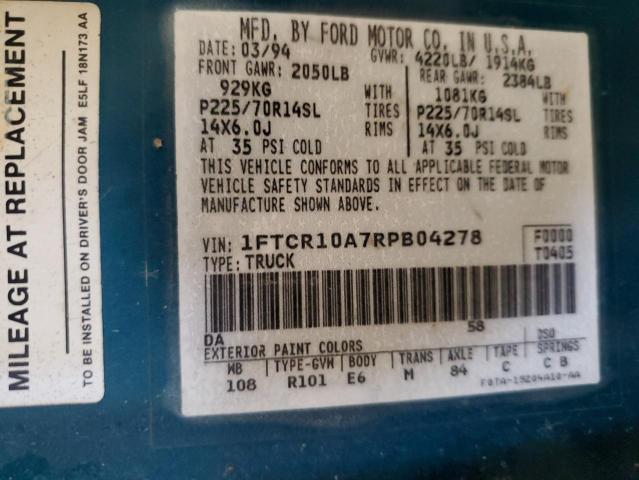 MILEAGE AT REPLACEMENT
TO BE INSTALLED ON DRIVER'S DOOR JAM E5LF 18N173 AA
MFD. BY FORD MOTOR CO. IN U.S.A.
DATE: 03/94 GVWR: 4220LB/ 1914KG
FRONT GAWR: 2050LB REAR GAWR: 2384LB
929KG WITH 1081KG WITH
P225/70R14SL TIRES P225/70R14SL TIRES
14X6.0J RIMS 14X6.0J RIMS
AT 35 PSI COLD AT 35 PSI COLD
THIS VEHICLE CONFORMS TO ALL APPLICABLE FEDERAL MOTOR
VEHICLE SAFETY STANDARDS IN EFFECT ON THE DATE OF
MANUFACTURE SHOWN ABOVE.
VIN: 1FTCR10A7RPB04278 F0000
TYPE: TRUCK T0405
DA 58
EXTERIOR PAINT COLORS DSO
WB TYPE-GVM BODY TRANS AXLE TAPE SPRINGS
108 R101 E6 M 84 C C B
F0TA-15204A10-AA